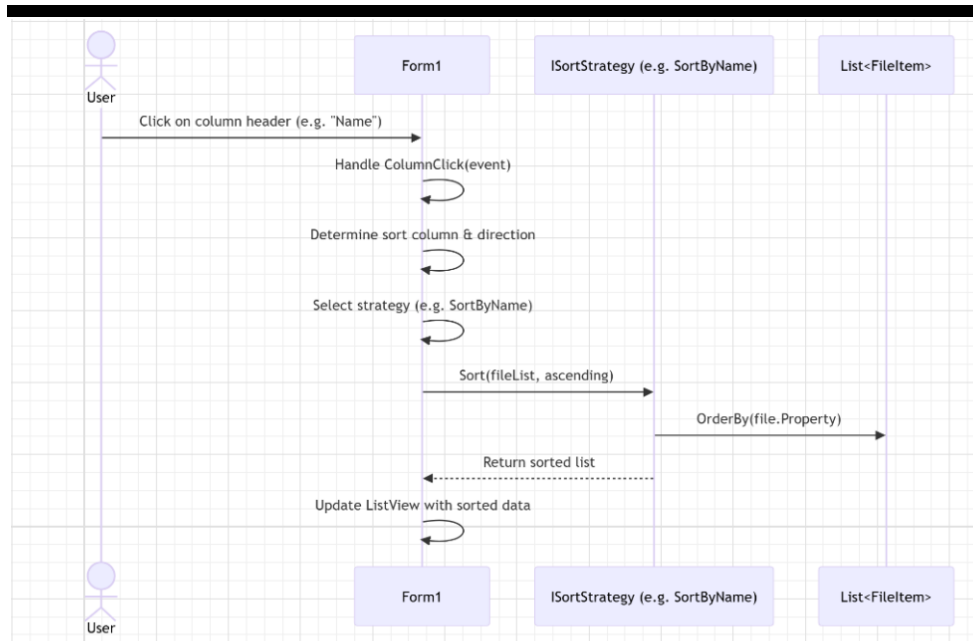 Form1
ISortStrategy (e.g. SortByName)
List<FileItem>
User
Click on column header (e.g. "Name")
Handle ColumnClick(event)
Determine sort column & direction
Select strategy (e.g. SortByName)
Sort(fileList, ascending)
OrderBy(file.Property)
Return sorted list
Update ListView with sorted data
Form1
ISortStrategy (e.g. SortByName)
List<FileItem>
User